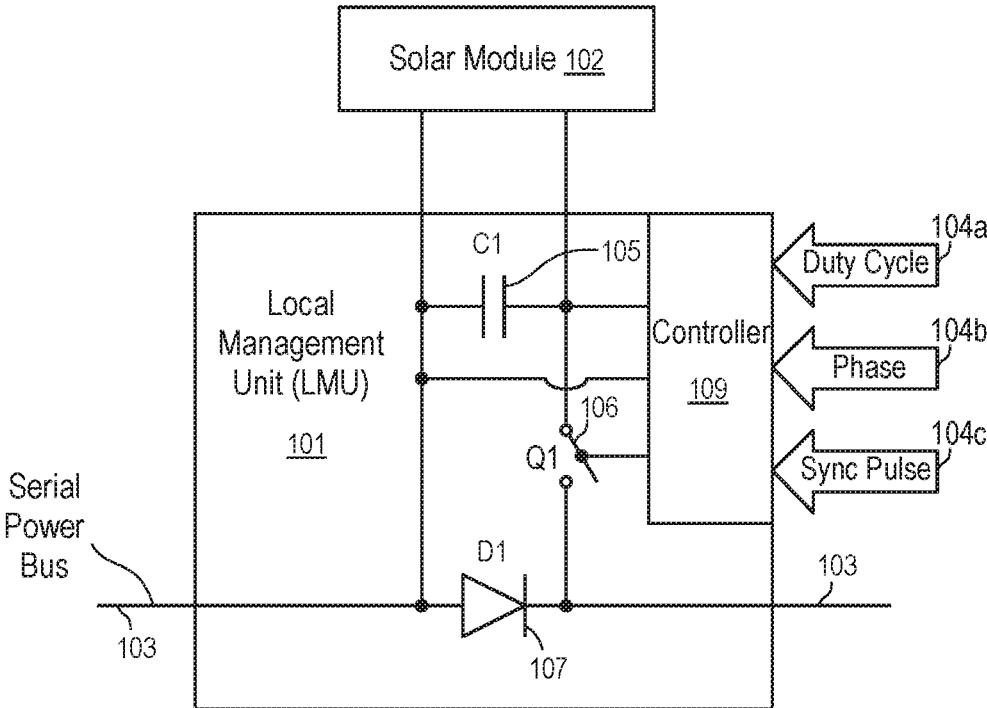 Solar Module 102
C1
105
104a
Duty Cycle
Local
Management
Unit (LMU)
101
Controller
109
104b
Phase
106
Q1
104c
Sync Pulse
Serial
Power
Bus
D1
103
103
107